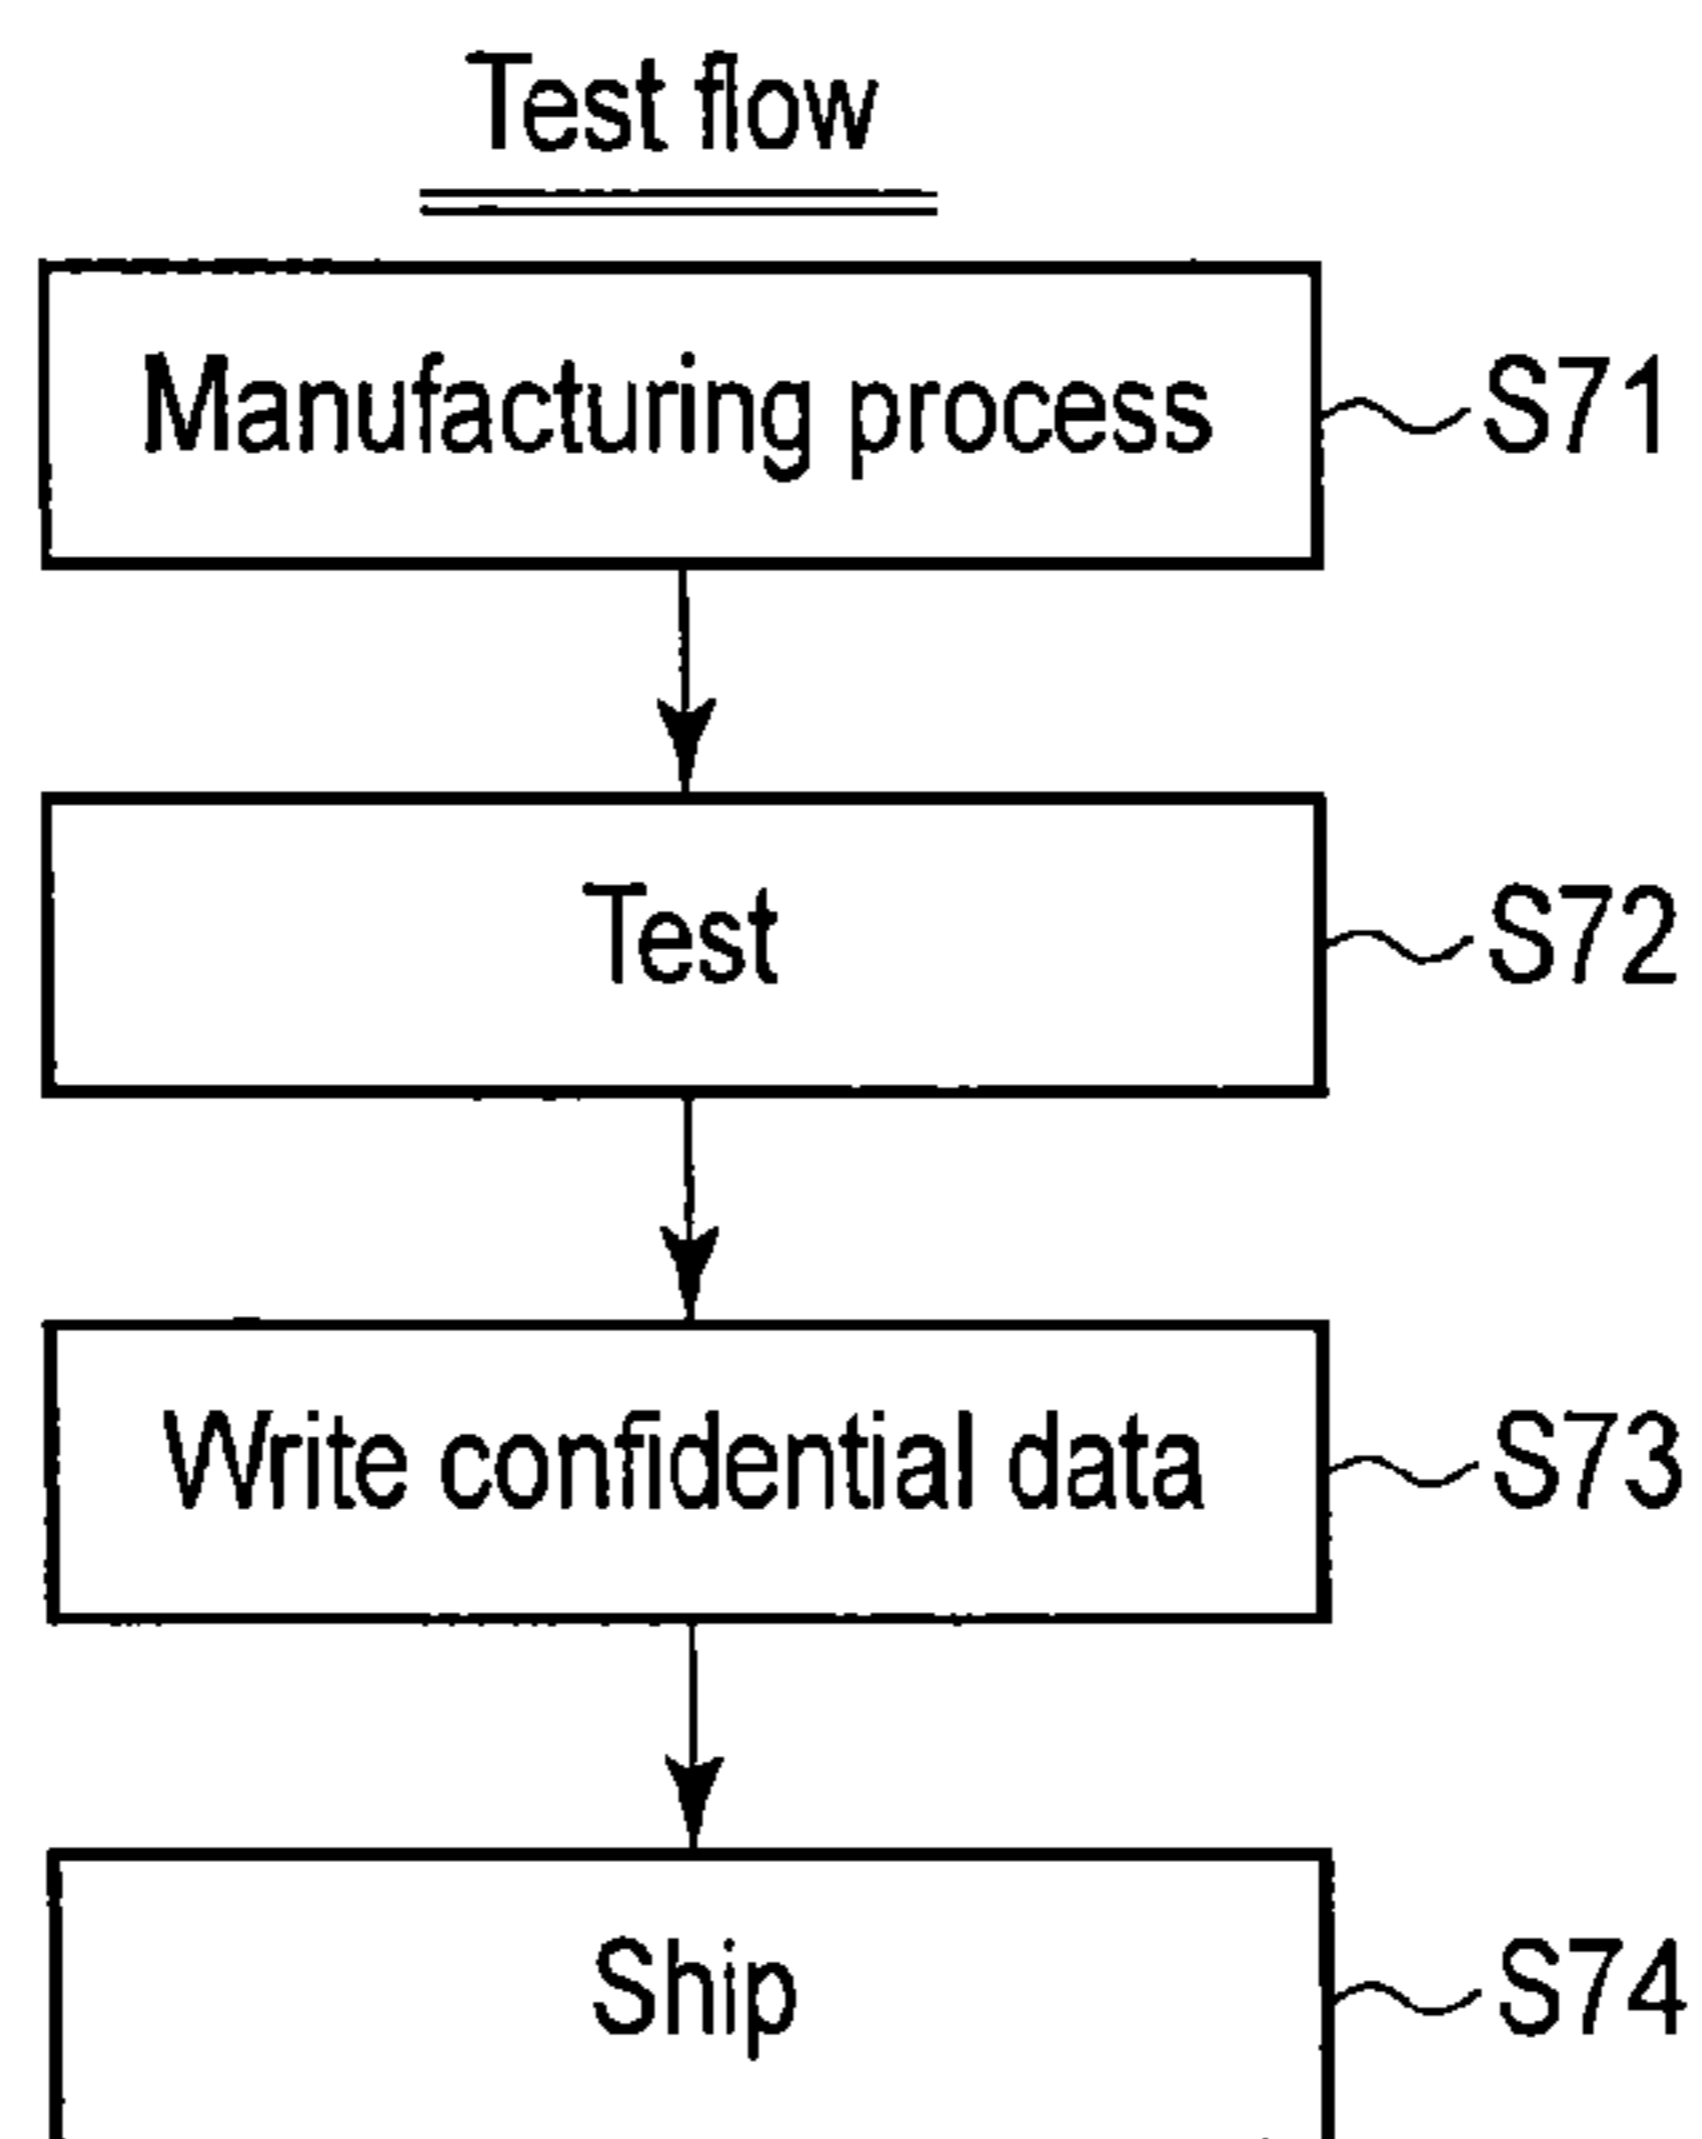 Test flow
Manufacturing process S71
Test S72
Write confidential data S73
Ship S74